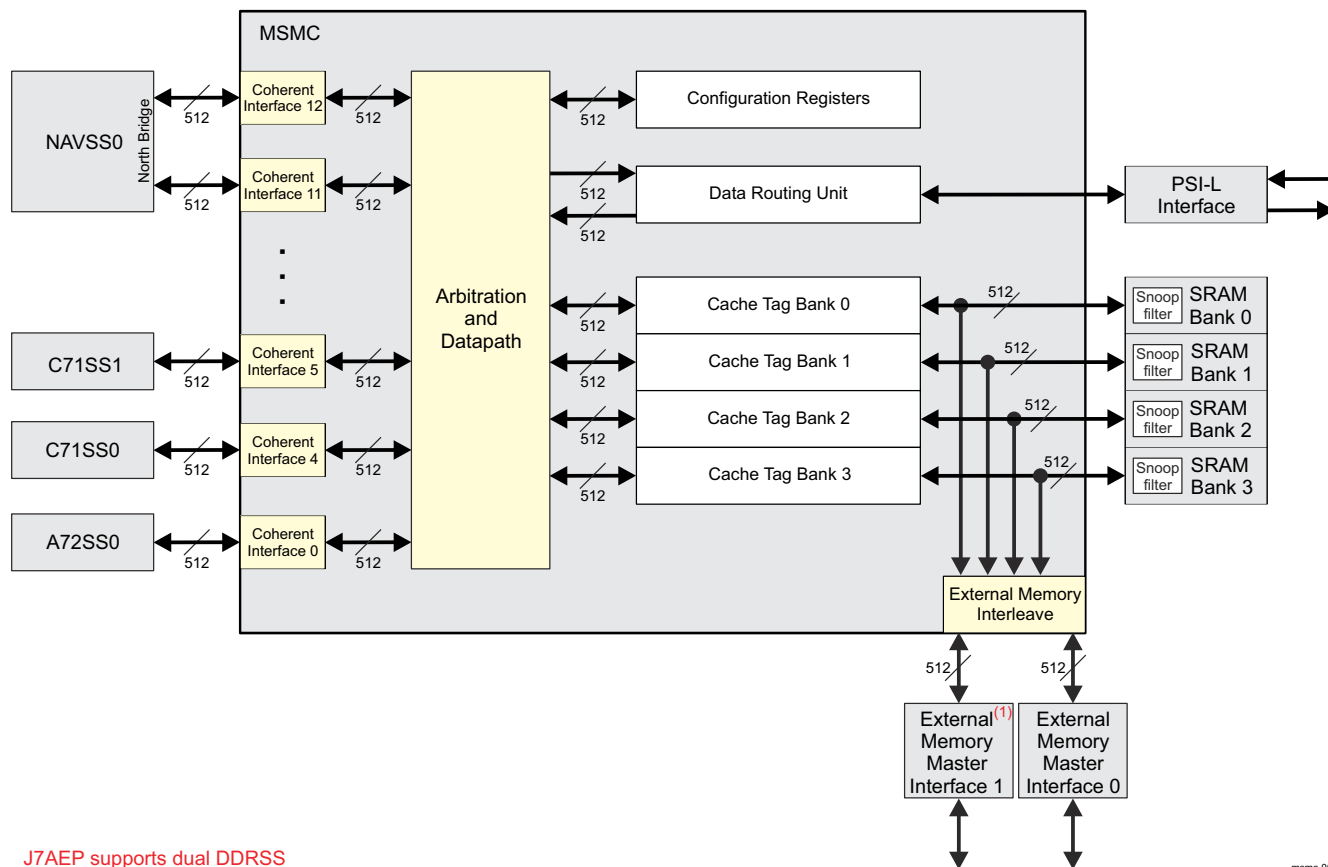 MSMC
NAVSS0
North Bridge
512
Coherent
Interface 12
512
512
Configuration Registers
512
Coherent
Interface 11
512
512
512
Data Routing Unit
PSI-L
Interface
Arbitration
and
Datapath
C71SS1
512
Coherent
Interface 5
512
C71SS0
512
Coherent
Interface 4
512
A72SS0
512
Coherent
Interface 0
512
512
Cache Tag Bank 0
512
Snoop
filter
SRAM
Bank 0
512
Cache Tag Bank 1
512
Snoop
filter
SRAM
Bank 1
512
Cache Tag Bank 2
512
Snoop
filter
SRAM
Bank 2
512
Cache Tag Bank 3
512
Snoop
filter
SRAM
Bank 3
External Memory
Interleave
512
512
External(1)
Memory
Master
Interface 1
External
Memory
Master
Interface 0
J7AEP supports dual DDRSS